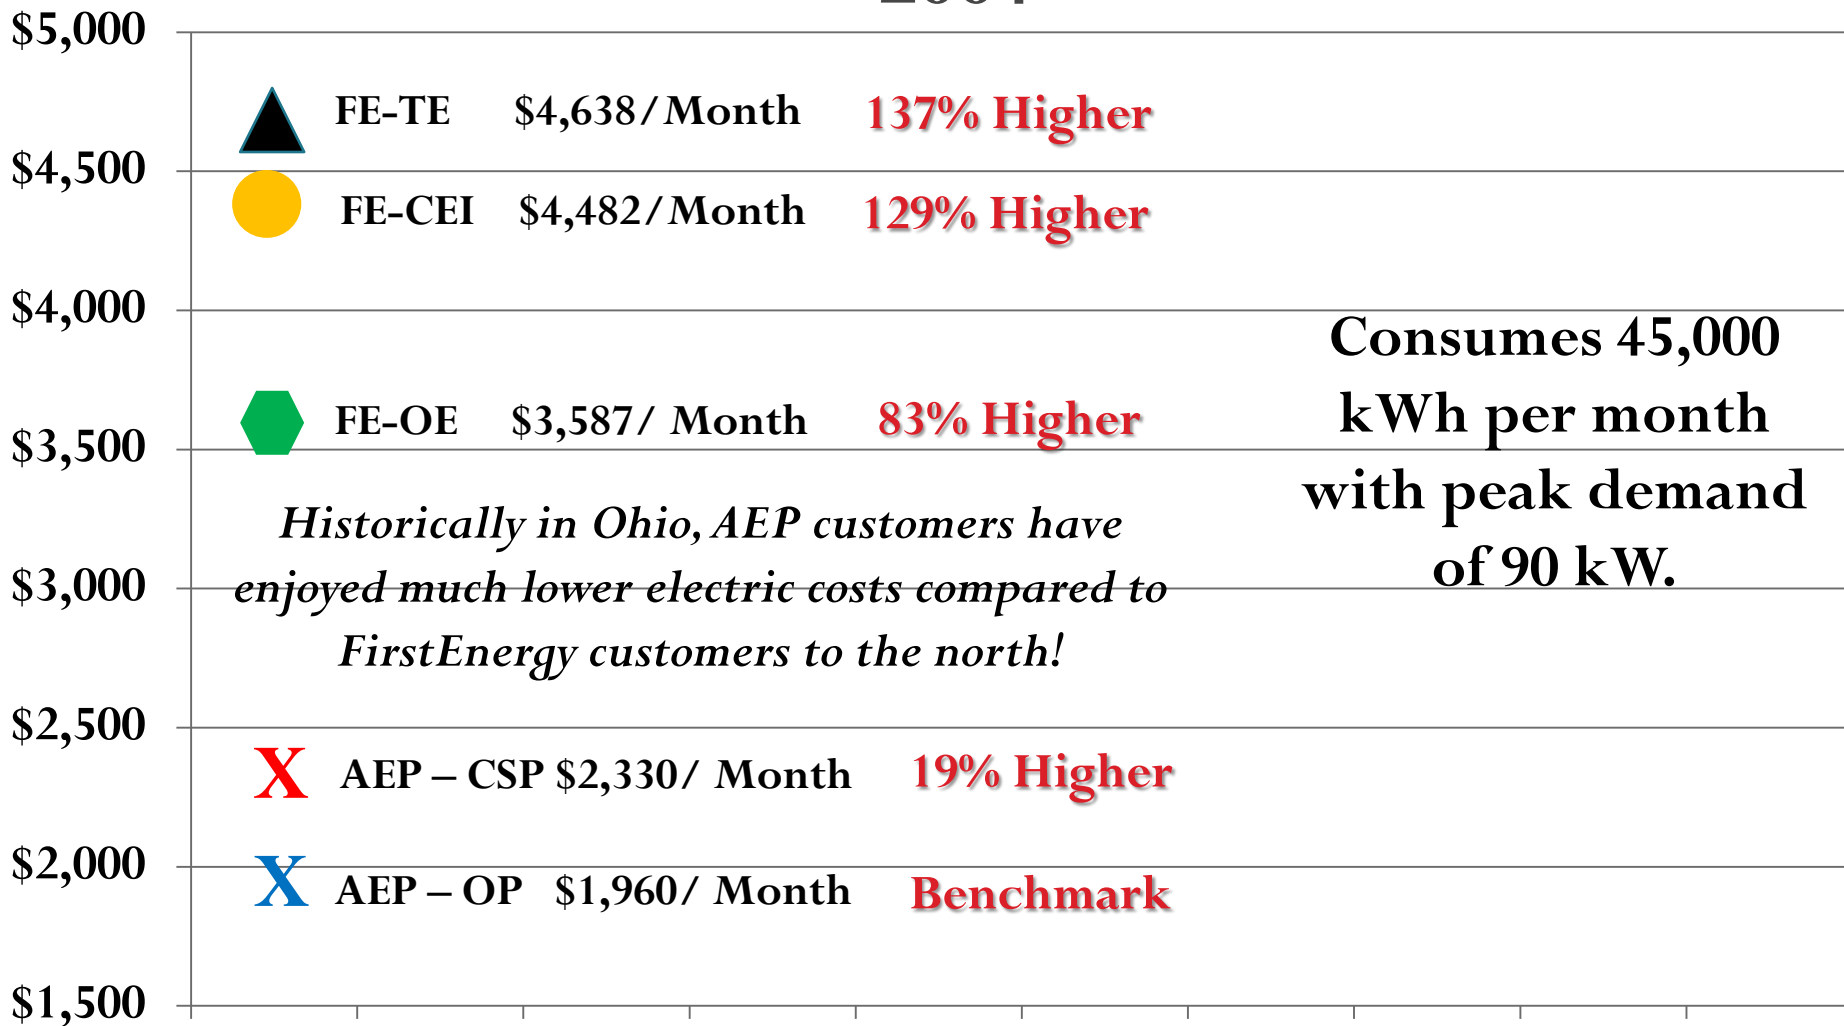 $5,000
FE-TE $4,638/Month 137% Higher
$4,500
FE-CEI $4,482/Month 129% Higher
$4,000
Consumes 45,000
kWh per month
with peak demand
of 90 kW.
FE-OE $3,587/ Month 83% Higher
$3,500
Historically in Ohio, AEP customers have
enjoyed much lower electric costs compared to
FirstEnergy customers to the north!
$3,000
$2,500
X AEP – CSP $2,330/ Month 19% Higher
$2,000
X AEP – OP $1,960/ Month Benchmark
$1,500